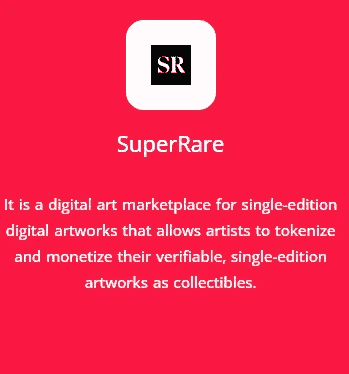 SR
SuperRare
It is a digital art marketplace for single-edition
digital artworks that allows artists to tokenize
and monetize their verifiable, single-edition
artworks as collectibles.